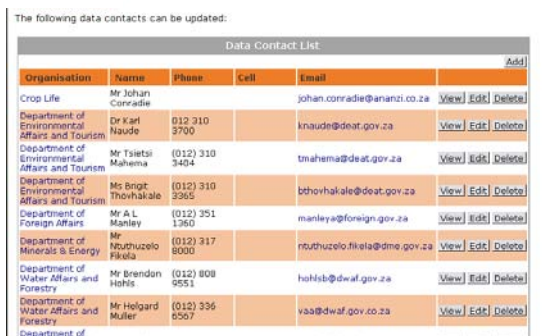 The following data contacts can be updated:
Data Contact List
Add
Organisation Name Phone Cell Email
Crop Life Mr Johan Conradie johan.conradie@ananzi.co.za View Edit Delete
Department of Environmental Affairs and Tourism Dr Karl Naude 012 310 3700 knaude@deat.gov.za View Edit Delete
Department of Environmental Affairs and Tourism Mr Tsietsi Mahema (012) 310 3404 tmahema@deat.gov.za View Edit Delete
Department of Environmental Affairs and Tourism Ms Brigit Thovhakale (012) 310 3365 bthovhakale@deat.gov.za View Edit Delete
Department of Foreign Affairs Mr A L Manley (012) 351 1360 manleya@foreign.gov.za View Edit Delete
Department of Minerals & Energy Mr Ntuthuzelo Fikela (012) 317 8000 ntuthuzelo.fikela@dme.gov.za View Edit Delete
Department of Water Affairs and Forestry Mr Brendon Hohls (012) 808 9551 hohlsb@dwaf.gov.za View Edit Delete
Department of Water Affairs and Forestry Mr Helgard Muller (012) 336 6567 vaa@dwaf.gov.co.za View Edit Delete
Department of